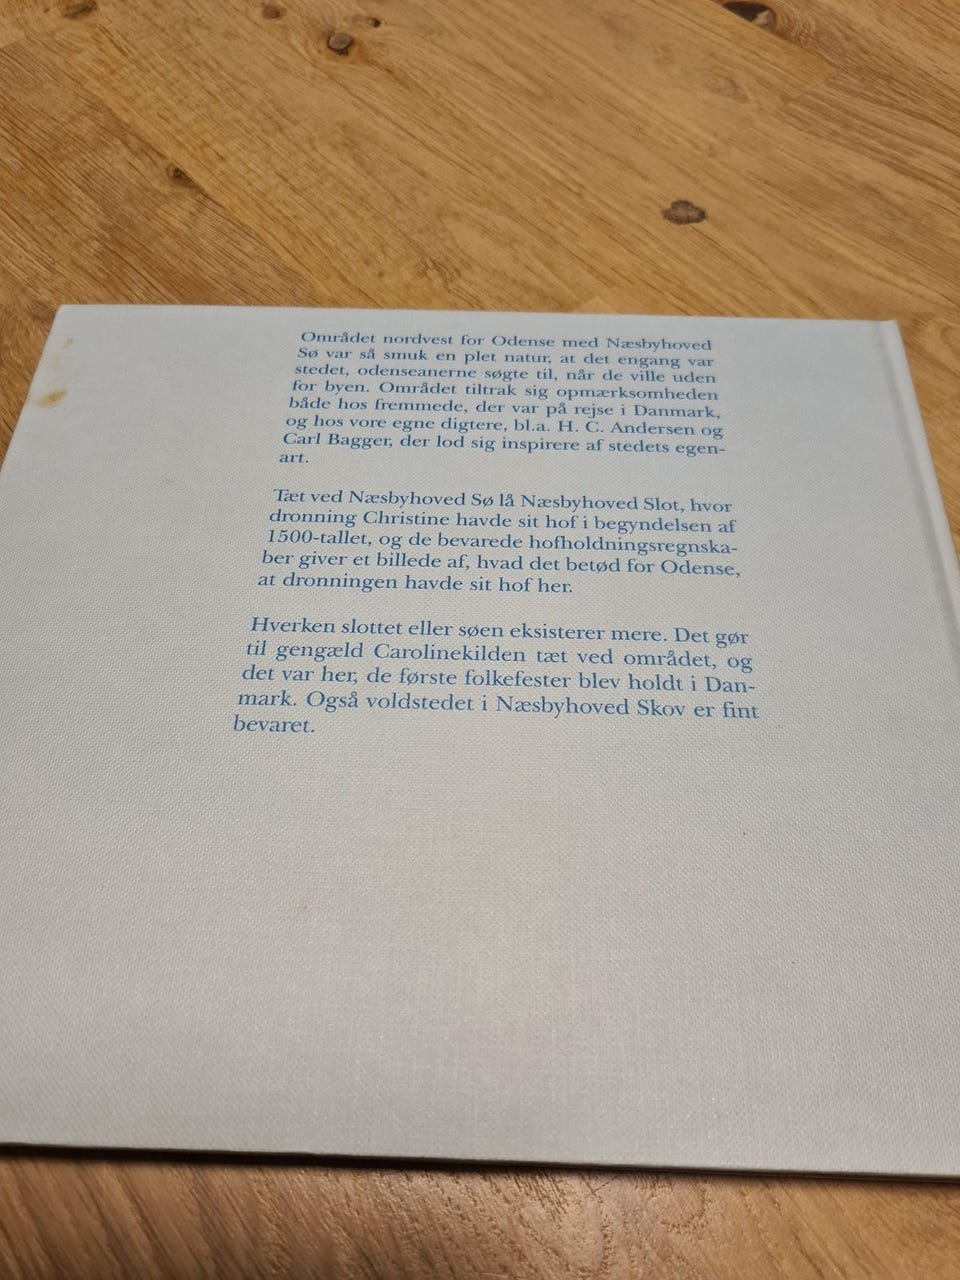 Området nordvest for Odense med Næsbyhoved
Sø var så smuk en plet natur, at det engang var
stedet, odenseanerne søgte til, når de ville uden
for byen. Området tiltrak sig opmærksomheden
både hos fremmede, der var på rejse i Danmark,
og hos vore egne digtere, bl.a. H. C. Andersen og
Carl Bagger, der lod sig inspirere af stedets egen-
art.
Tæt ved Næsbyhoved Sø lå Næsbyhoved Slot, hvor
dronning Christine havde sit hof i begyndelsen af
1500-tallet, og de bevarede hofholdningsregnska-
ber giver et billede af, hvad det betød for Odense,
at dronningen havde sit hof her.
Hverken slottet eller søen eksisterer mere. Det gør
til gengæld Carolinekilden tæt ved området, og
det var her, de første folkefester blev holdt i Dan-
mark. Også voldstedet i Næsbyhoved Skov er fint
bevaret.